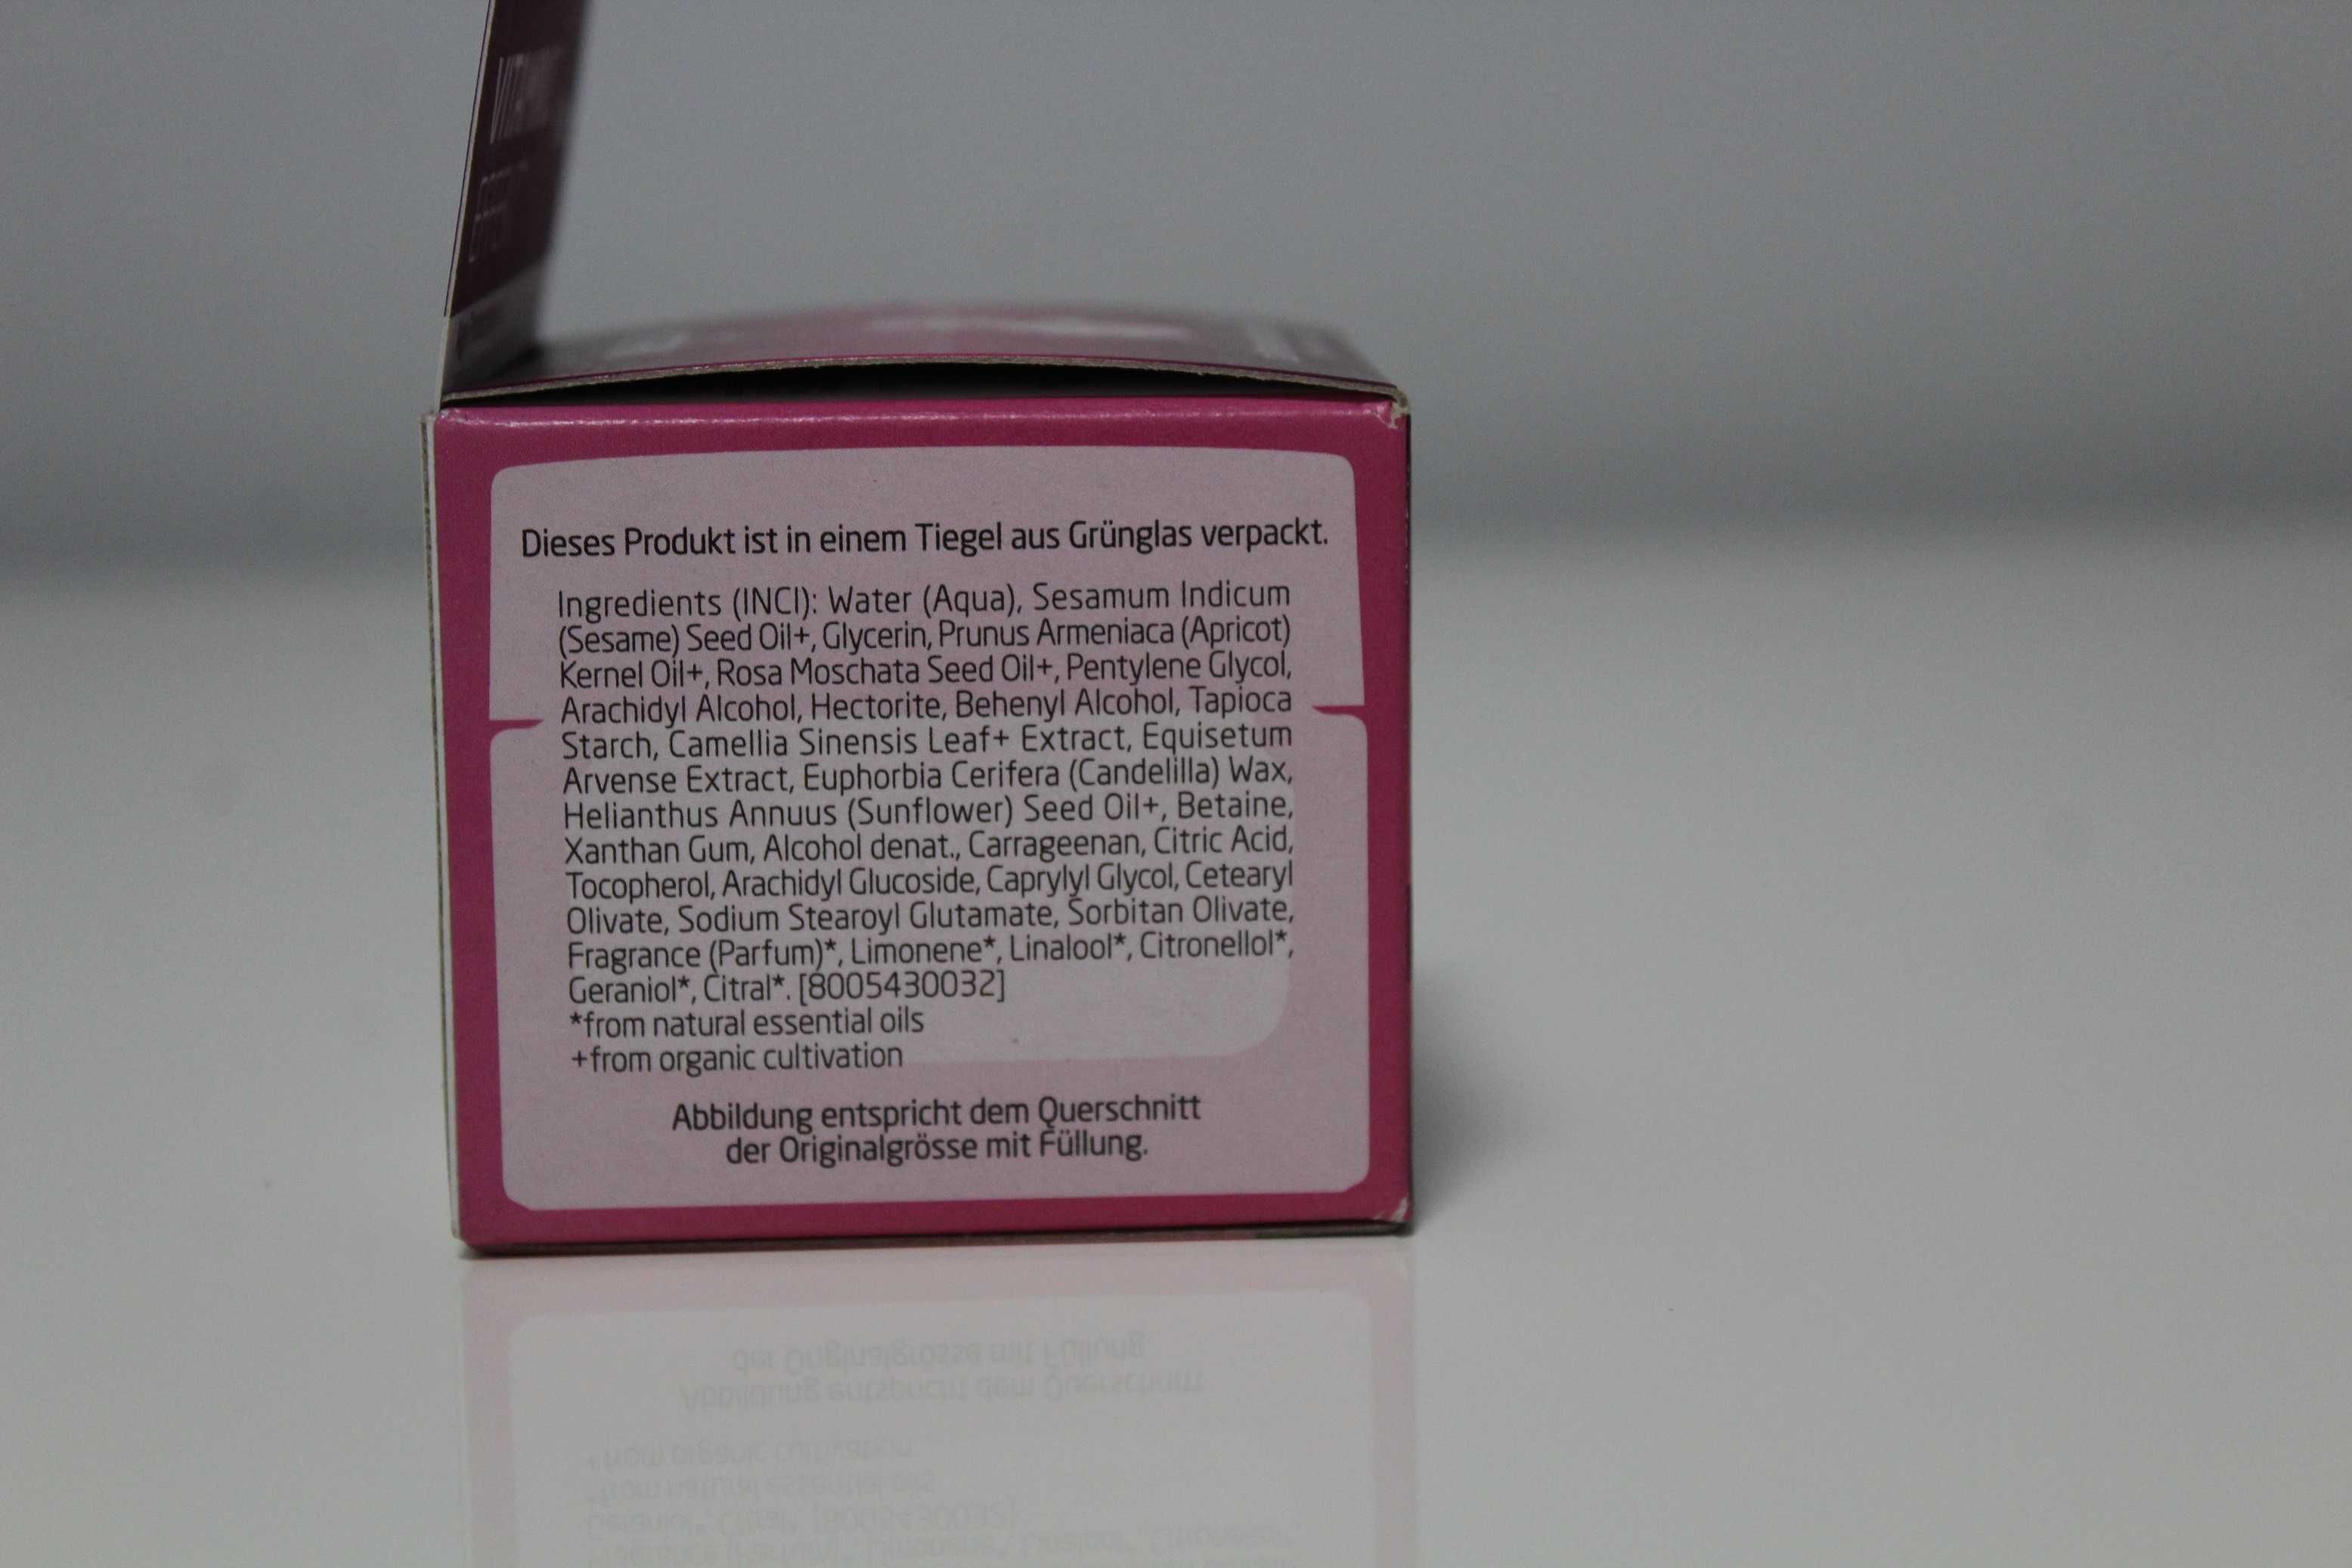 Dieses Produkt ist in einem Tiegel aus Grünglas verpackt.
Ingredients (INCI): Water (Aqua), Sesamum Indicum
(Sesame) Seed Oil+, Glycerin, Prunus Armeniaca (Apricot)
Kernel Oil+, Rosa Moschata Seed Oil+, Pentylene Glycol,
Arachidyl Alcohol, Hectorite, Behenyl Alcohol, Tapioca
Starch, Camellia Sinensis Leaf+ Extract, Equisetum
Arvense Extract, Euphorbia Cerifera (Candelilla) Wax,
Helianthus Annuus (Sunflower) Seed Oil+, Betaine,
Xanthan Gum, Alcohol denat., Carrageenan, Citric Acid,
Tocopherol, Arachidyl Glucoside, Caprylyl Glycol, Cetearyl
Olivate, Sodium Stearoyl Glutamate, Sorbitan Olivate,
Fragrance (Parfum)*, Limonene*, Linalool*, Citronellol*,
Geraniol*, Citral*. [8005430032]
*from natural essential oils
+from organic cultivation
Abbildung entspricht dem Querschnitt
der Originalgrösse mit Füllung.